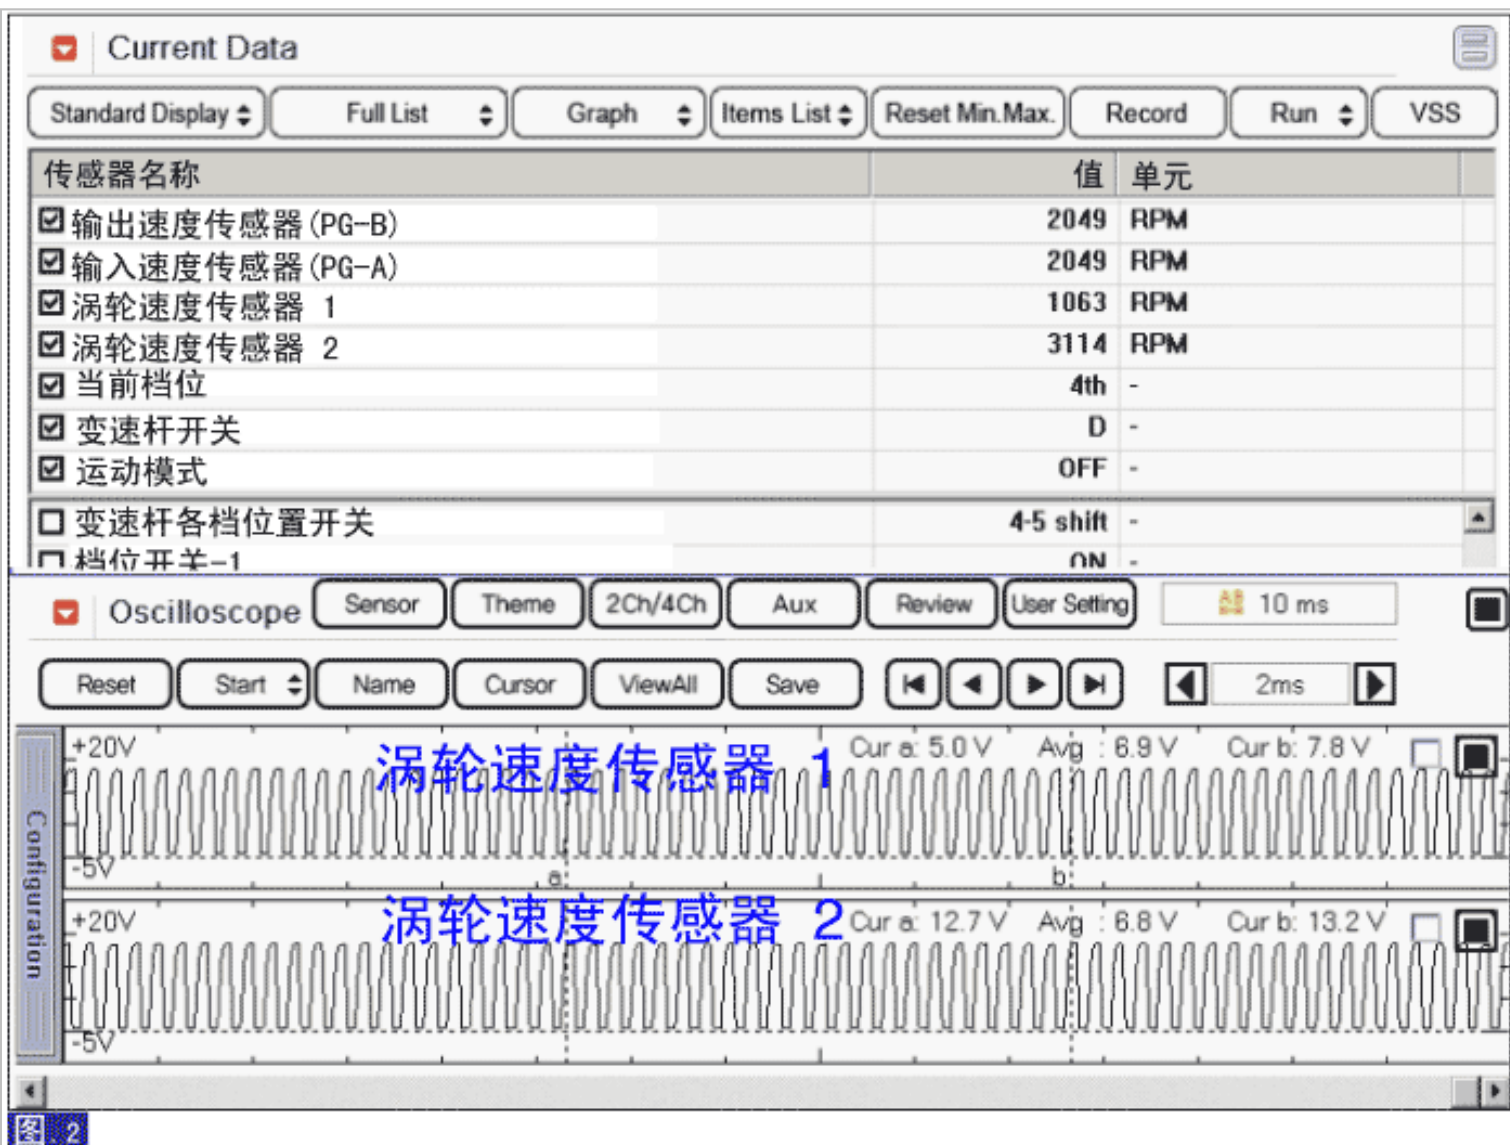 Current Data
Standard Display Full List Graph Items List Reset Min.Max. Record Run VSS
传感器名称 值 单元
输出速度传感器(PG-B) 2049 RPM
输入速度传感器(PG-A) 2049 RPM
涡轮速度传感器 1 1063 RPM
涡轮速度传感器 2 3114 RPM
当前档位 4th -
变速杆开关 D -
运动模式 OFF -
变速杆各档位置开关 4-5 shift -
档位开关-1 ON -
Oscilloscope Sensor Theme 2Ch/4Ch Aux Review User Setting 10 ms
Reset Start Name Cursor ViewAll Save 2ms
+20V 涡轮速度传感器 1 Cur a: 5.0 V Avg : 6.9 V Cur b: 7.8 V
Configuration
-5V a b
+20V 涡轮速度传感器 2 Cur a: 12.7 V Avg : 6.8 V Cur b: 13.2 V
-5V
图.2